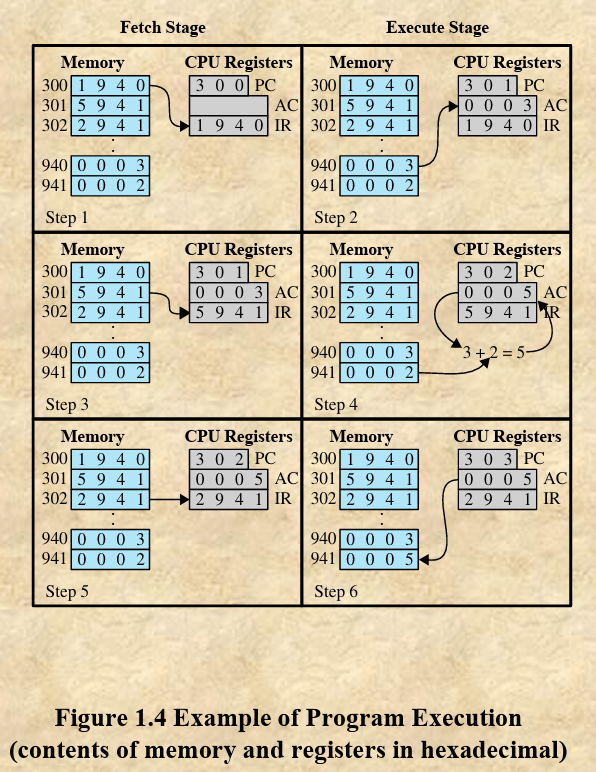 Fetch Stage
Execute Stage
Memory CPU Registers
300 1 9 4 0 3 0 0 PC
301 5 9 4 1 AC
302 2 9 4 1 1 9 4 0 IR
940 0 0 0 3
941 0 0 0 2
Step 1
Memory CPU Registers
300 1 9 4 0 3 0 1 PC
301 5 9 4 1 0 0 0 3 AC
302 2 9 4 1 1 9 4 0 IR
940 0 0 0 3
941 0 0 0 2
Step 2
Memory CPU Registers
300 1 9 4 0 3 0 1 PC
301 5 9 4 1 0 0 0 3 AC
302 2 9 4 1 5 9 4 1 IR
940 0 0 0 3
941 0 0 0 2
Step 3
Memory CPU Registers
300 1 9 4 0 3 0 2 PC
301 5 9 4 1 0 0 0 5 AC
302 2 9 4 1 5 9 4 1 IR
940 0 0 0 3 3 + 2 = 5
941 0 0 0 2
Step 4
Memory CPU Registers
300 1 9 4 0 3 0 2 PC
301 5 9 4 1 0 0 0 5 AC
302 2 9 4 1 2 9 4 1 IR
940 0 0 0 3
941 0 0 0 2
Step 5
Memory CPU Registers
300 1 9 4 0 3 0 3 PC
301 5 9 4 1 0 0 0 5 AC
302 2 9 4 1 2 9 4 1 IR
940 0 0 0 3
941 0 0 0 5
Step 6
Figure 1.4 Example of Program Execution
(contents of memory and registers in hexadecimal)